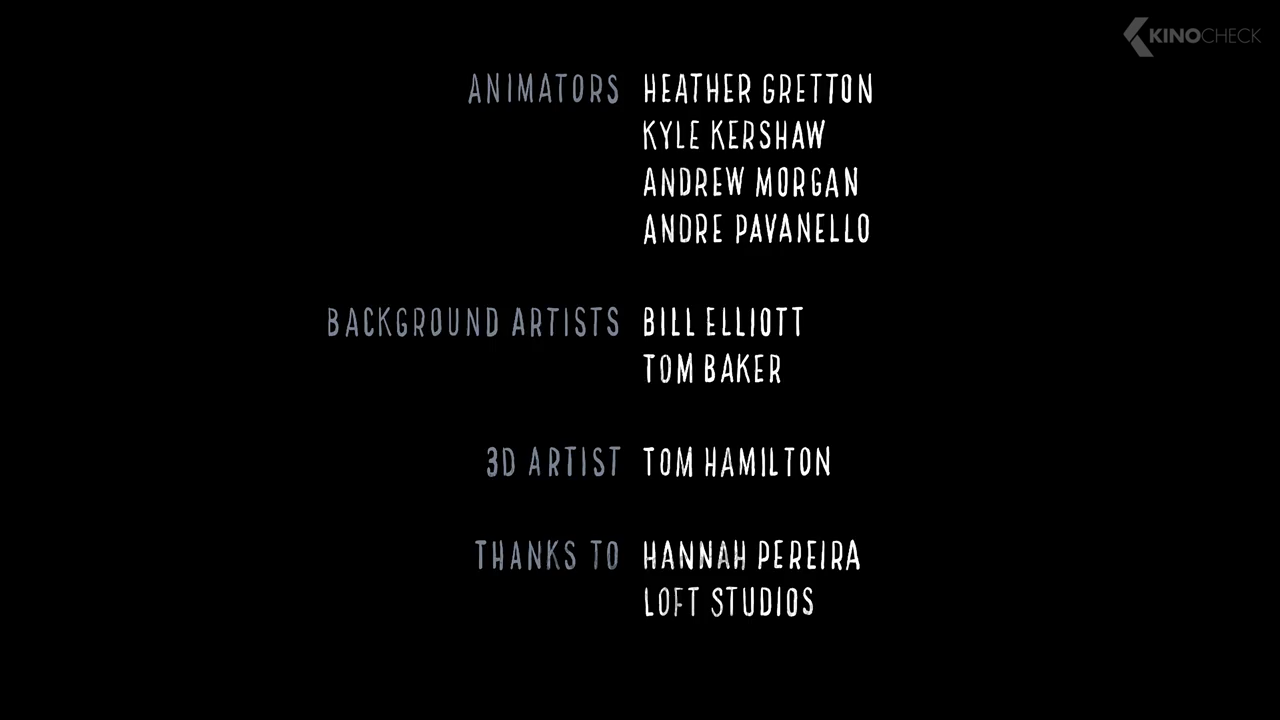 KINOCHECK
ANIMATORS HEATHER GRETTON
KYLE KERSHAW
ANDREW MORGAN
ANDRE PAVANELLO
BACKGROUND ARTISTS BILL ELLIOTT
TOM BAKER
3D ARTIST TOM HAMILTON
THANKS TO HANNAH PEREIRA
LOFT STUDIOS